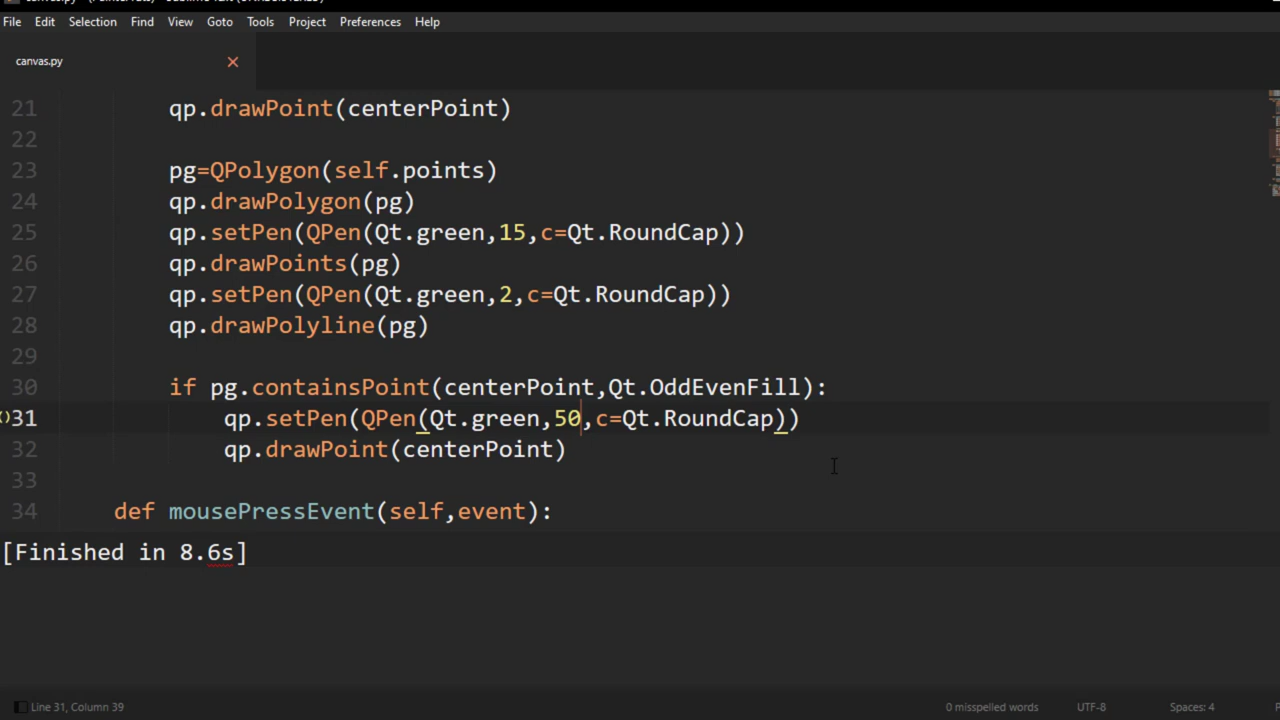 File Edit Selection Find View Goto Tools Project Preferences Help
canvas.py
21 qp.drawPoint(centerPoint)
22
23 pg=QPolygon(self.points)
24 qp.drawPolygon(pg)
25 qp.setPen(QPen(Qt.green,15,c=Qt.RoundCap))
26 qp.drawPoints(pg)
27 qp.setPen(QPen(Qt.green,2,c=Qt.RoundCap))
28 qp.drawPolyline(pg)
29
30 if pg.containsPoint(centerPoint,Qt.OddEvenFill):
31 qp.setPen(QPen(Qt.green,50,c=Qt.RoundCap))
32 qp.drawPoint(centerPoint)
33
34 def mousePressEvent(self,event):
[Finished in 8.6s]
Line 31, Column 39 0 misspelled words UTF-8 Spaces: 4